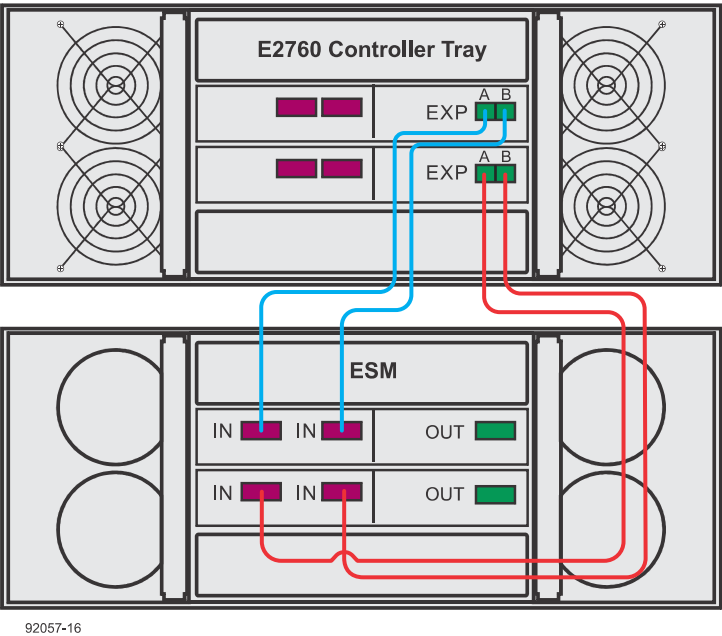 E2760 Controller Tray
A B
EXP
A B
EXP
ESM
IN IN OUT
IN IN OUT
92057-16